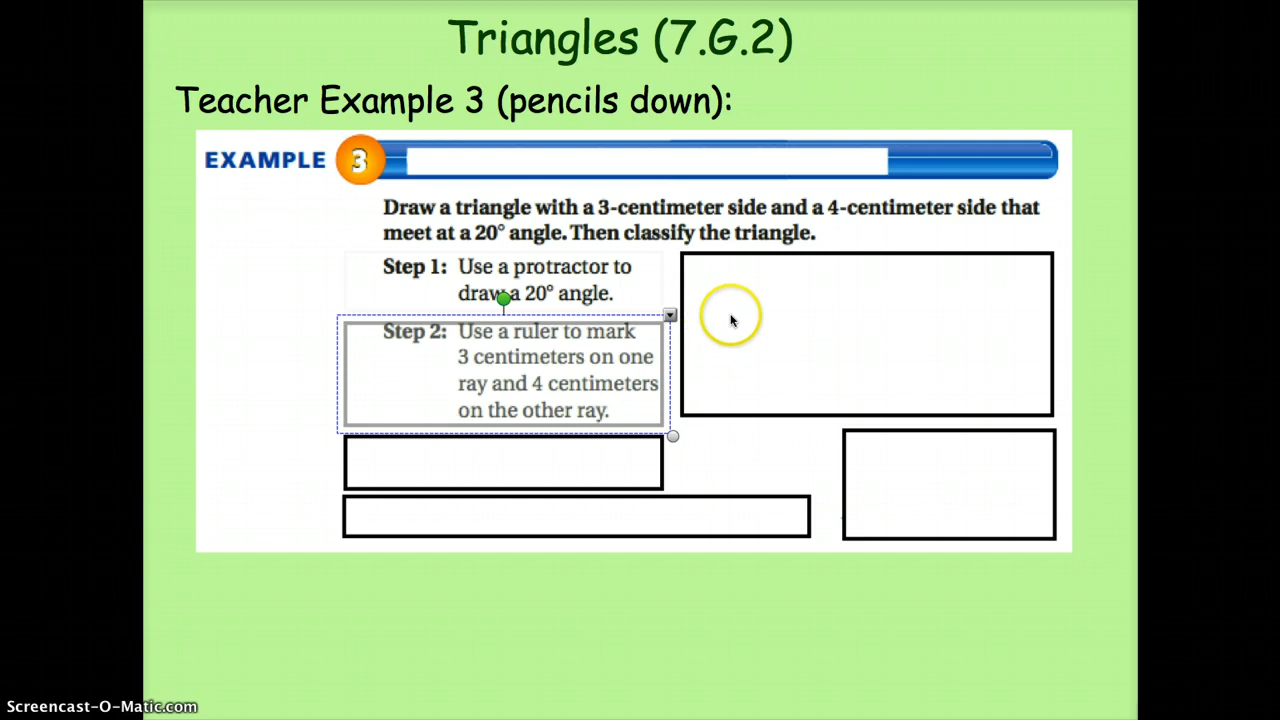 Triangles (7.G.2)
Teacher Example 3 (pencils down):
EXAMPLE 3
Draw a triangle with a 3-centimeter side and a 4-centimeter side that
meet at a 20° angle. Then classify the triangle.
Step 1: Use a protractor to
draw a 20° angle.
Step 2: Use a ruler to mark
3 centimeters on one
ray and 4 centimeters
on the other ray.
Screencast-O-Matic.com